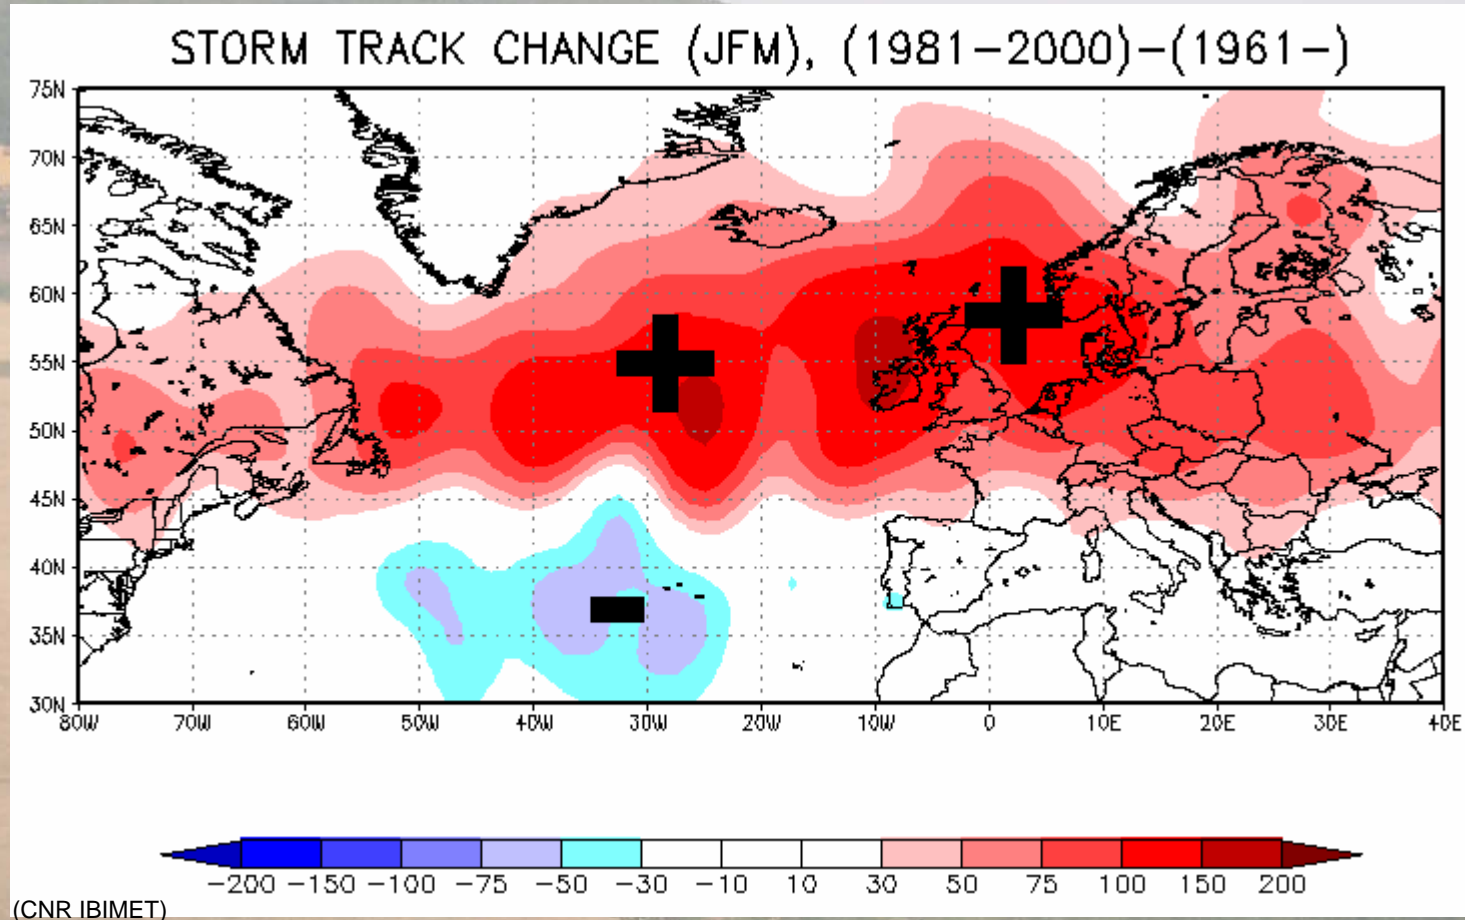 STORM TRACK CHANGE (JFM), (1981-2000)-(1961-)
75N
70N
65N
60N
55N
50N
45N
40N
35N
30N
80W 70W 60W 50W 40W 30W 20W 10W 0 10E 20E 30E 40E
-200 -150 -100 -75 -50 -30 -10 10 30 50 75 100 150 200
(CNR IBIMET)